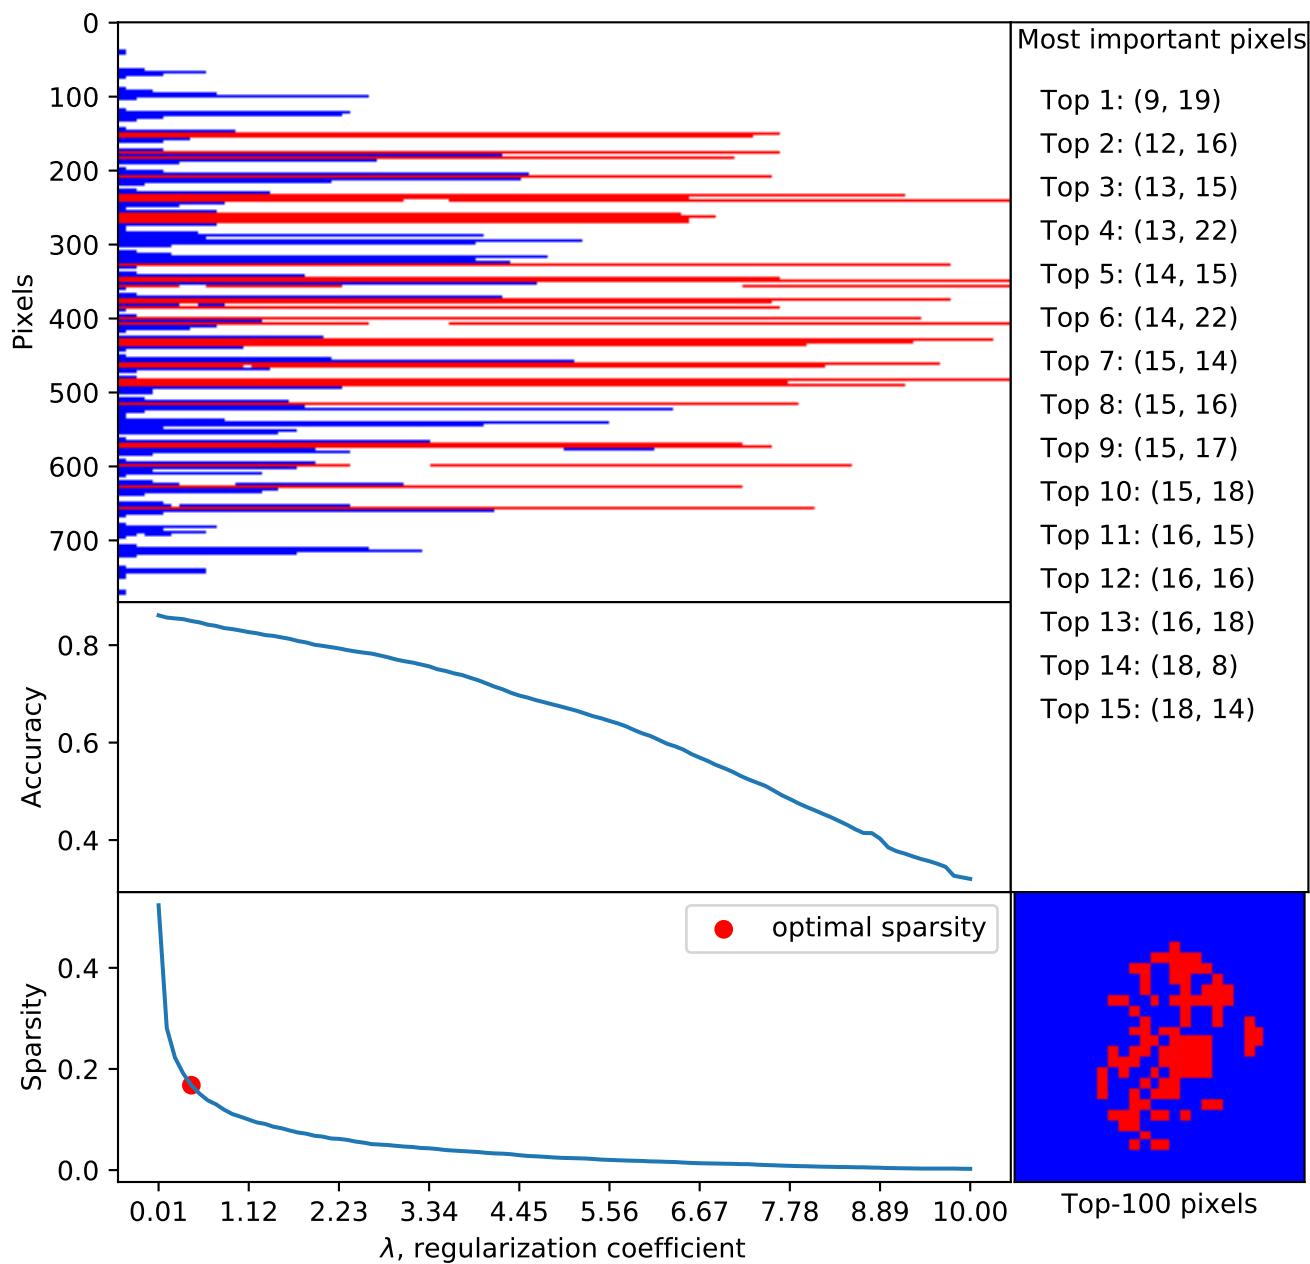 0
100
200
300
400
500
600
700
Pixels
Most important pixels
Top 1: (9, 19)
Top 2: (12, 16)
Top 3: (13, 15)
Top 4: (13, 22)
Top 5: (14, 15)
Top 6: (14, 22)
Top 7: (15, 14)
Top 8: (15, 16)
Top 9: (15, 17)
Top 10: (15, 18)
Top 11: (16, 15)
Top 12: (16, 16)
Top 13: (16, 18)
Top 14: (18, 8)
Top 15: (18, 14)
0.8
0.6
0.4
Accuracy
optimal sparsity
0.4
0.2
0.0
Sparsity
0.01 1.12 2.23 3.34 4.45 5.56 6.67 7.78 8.89 10.00
λ, regularization coefficient
Top-100 pixels